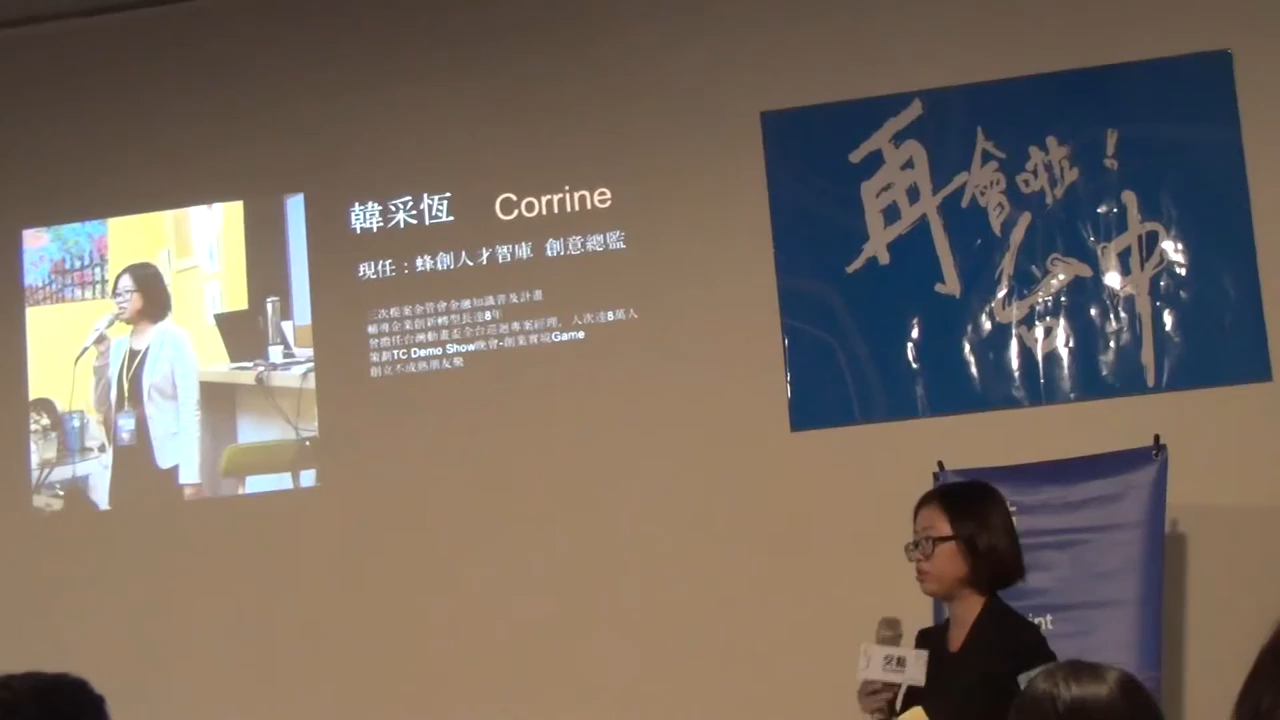 韓采恆 Corrine
現任：蜂創人才智庫 創意總監
三次提案金管會金融知識普及計畫
輔導企業創新轉型長達8年
曾擔任台灣動畫盃全台巡迴專案經理，人次達8萬人
策劃TC Demo Show晚會-創業實境Game
創立不成熟朋友聚
再會啦！
台中